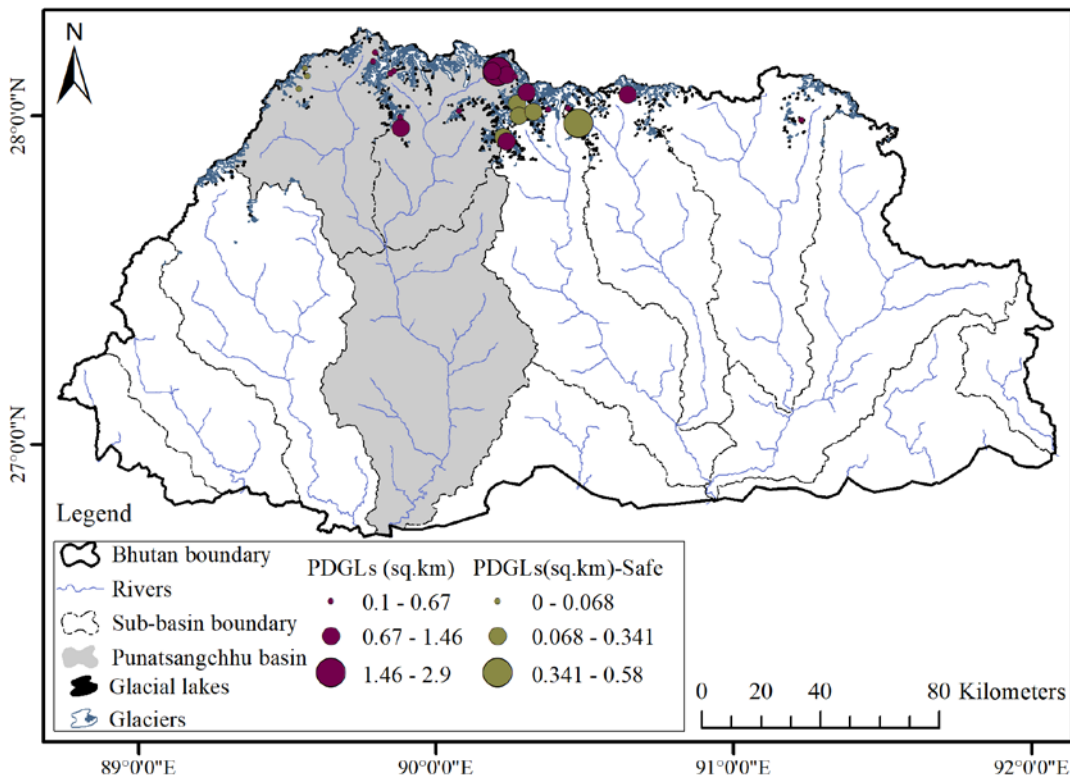 N
28°0'0"N
27°0'0"N
Legend
Bhutan boundary
Rivers
Sub-basin boundary
Punatsangchhu basin
Glacial lakes
Glaciers
PDGLs (sq.km)
0.1 - 0.67
0.67 - 1.46
1.46 - 2.9
PDGLs(sq.km)-Safe
0 - 0.068
0.068 - 0.341
0.341 - 0.58
0 20 40 80 Kilometers
89°0'0"E 90°0'0"E 91°0'0"E 92°0'0"E